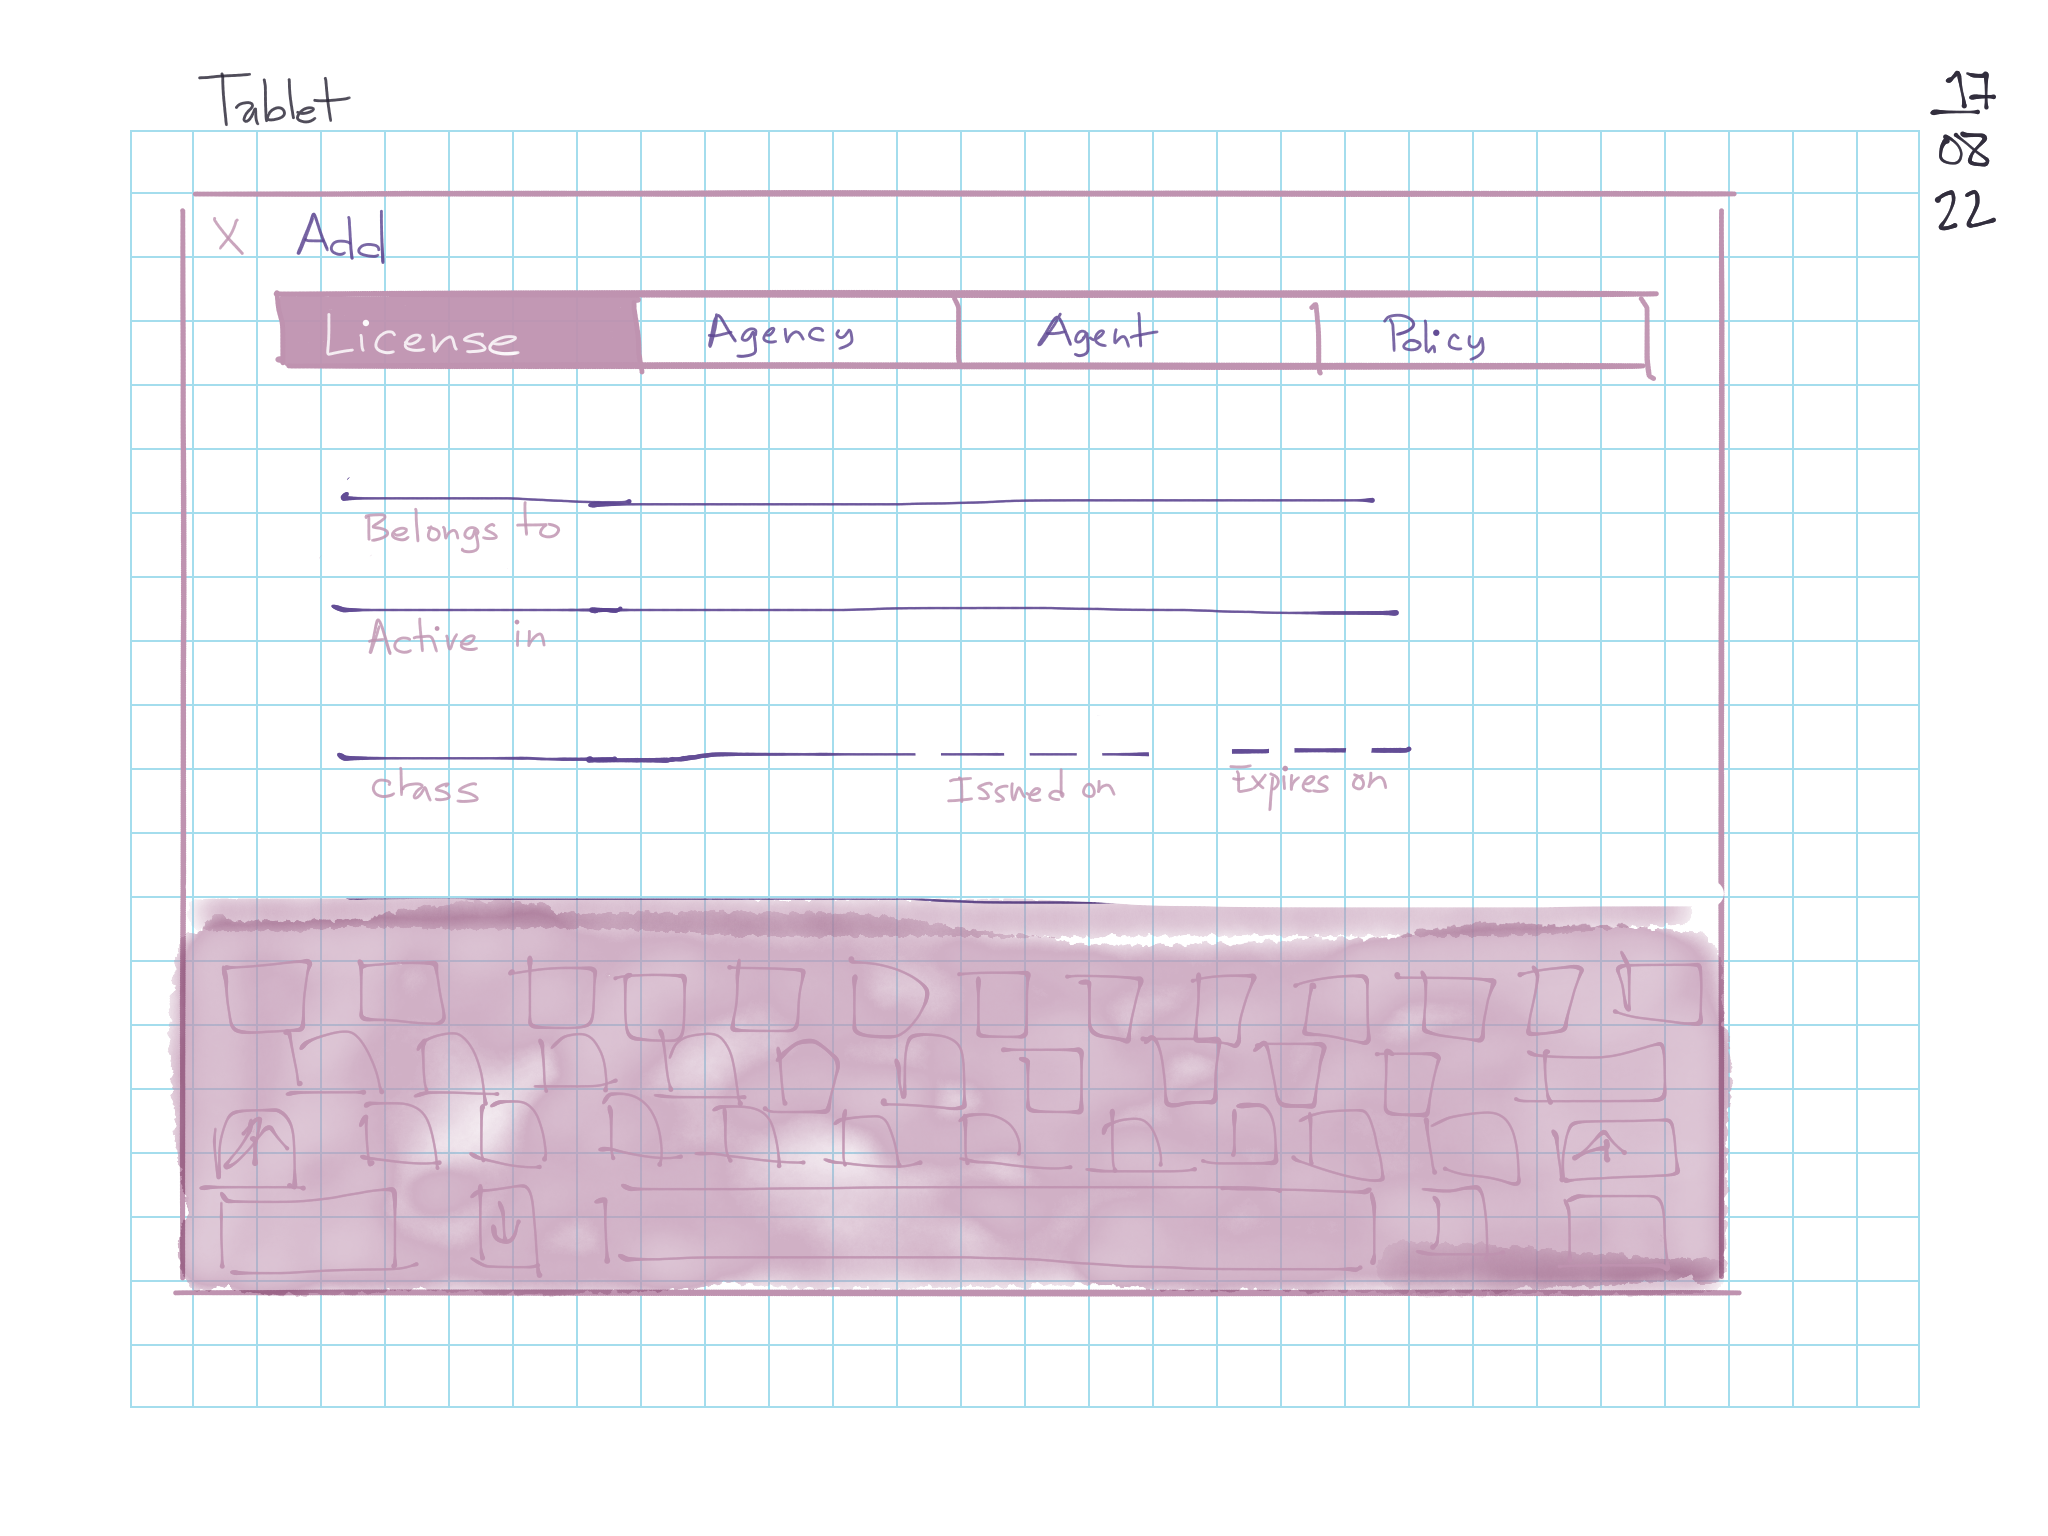 Tablet
17
08
22
X Add
License Agency Agent Policy
Belongs to
Active in
Class Issued on Expires on